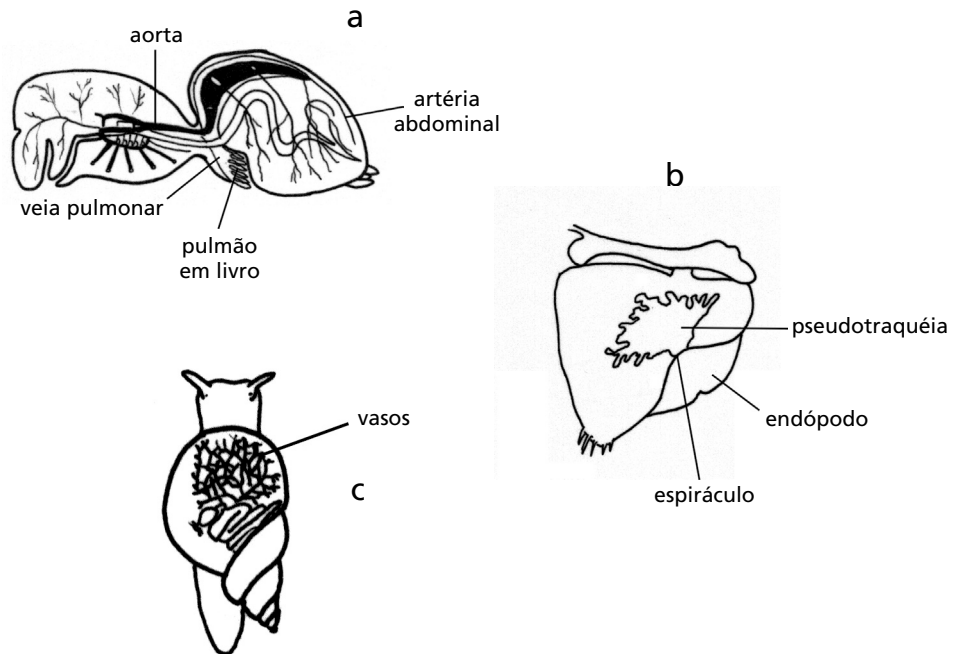 a
aorta
artéria
abdominal
veia pulmonar
pulmão
em livro
b
pseudotraquéia
endópodo
espiráculo
vasos
c